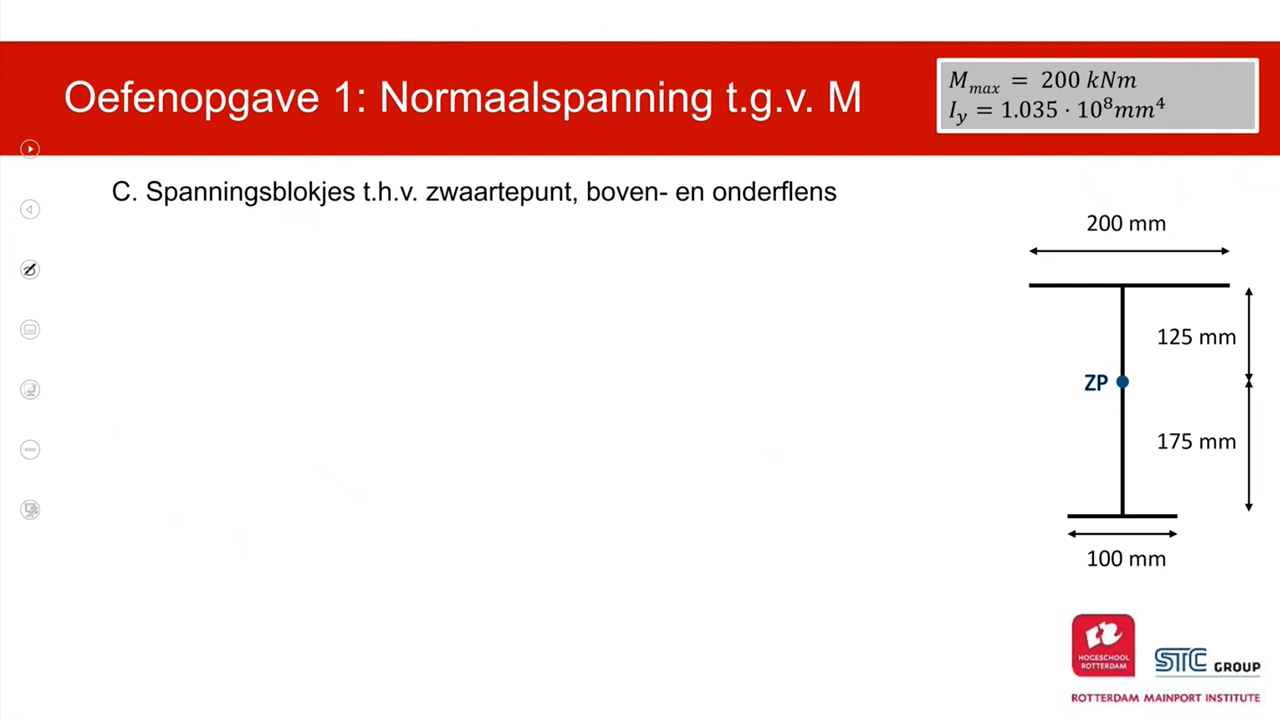 Oefenopgave 1: Normaalspanning t.g.v. M
M_max = 200 kNm
I_y = 1.035 · 10^8 mm^4
C. Spanningsblokjes t.h.v. zwaartepunt, boven- en onderflens
200 mm
125 mm
ZP
175 mm
100 mm
HOGESCHOOL
ROTTERDAM
STC GROUP
ROTTERDAM MAINPORT INSTITUTE